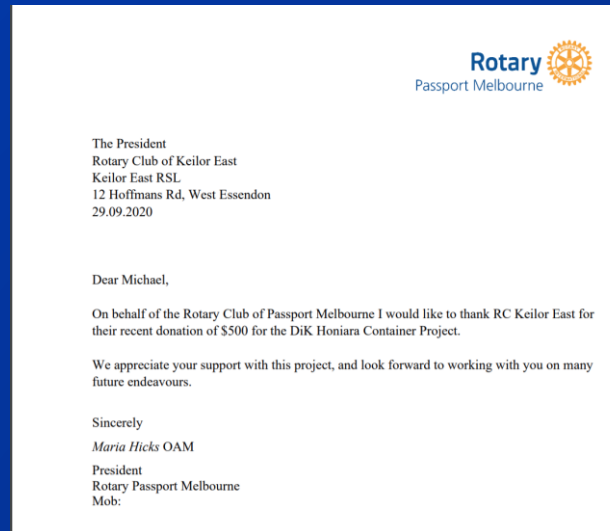 Rotary
Passport Melbourne
The President
Rotary Club of Keilor East
Keilor East RSL
12 Hoffmans Rd, West Essendon
29.09.2020
Dear Michael,
On behalf of the Rotary Club of Passport Melbourne I would like to thank RC Keilor East for
their recent donation of $500 for the DiK Honiara Container Project.
We appreciate your support with this project, and look forward to working with you on many
future endeavours.
Sincerely
Maria Hicks OAM
President
Rotary Passport Melbourne
Mob: